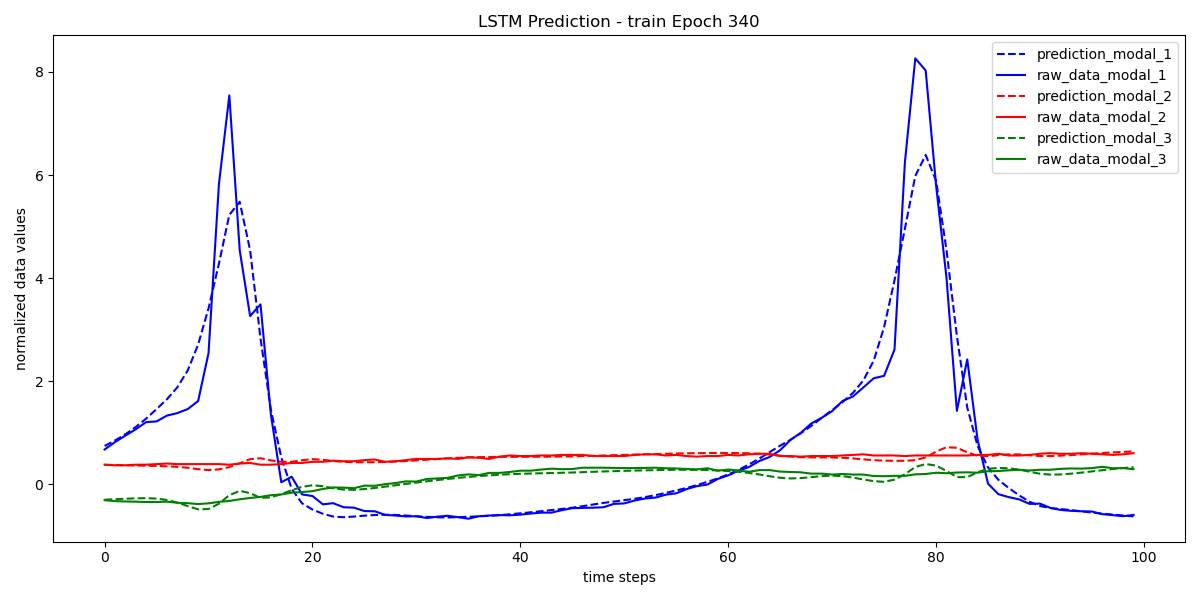 LSTM Prediction - train Epoch 340
prediction_modal_1
raw_data_modal_1
prediction_modal_2
raw_data_modal_2
prediction_modal_3
raw_data_modal_3
normalized data values
8
6
4
2
0
0 20 40 60 80 100
time steps